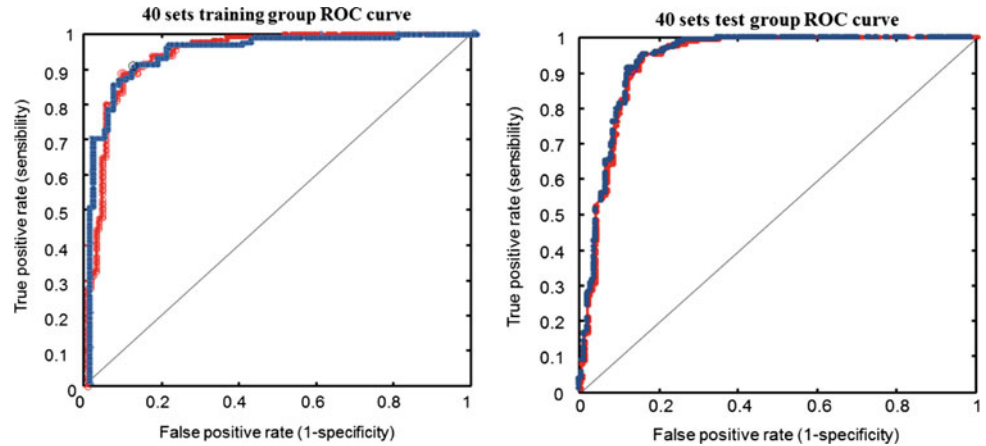 40 sets training group ROC curve
True positive rate (sensibility)
1
0.9
0.8
0.7
0.6
0.5
0.4
0.3
0.2
0.1
0
0 0.2 0.4 0.6 0.8 1
False positive rate (1-specificity)
40 sets test group ROC curve
True positive rate (sensibility)
1
0.9
0.8
0.7
0.6
0.5
0.4
0.3
0.2
0.1
0
0 0.2 0.4 0.6 0.8 1
False positive rate (1-specificity)